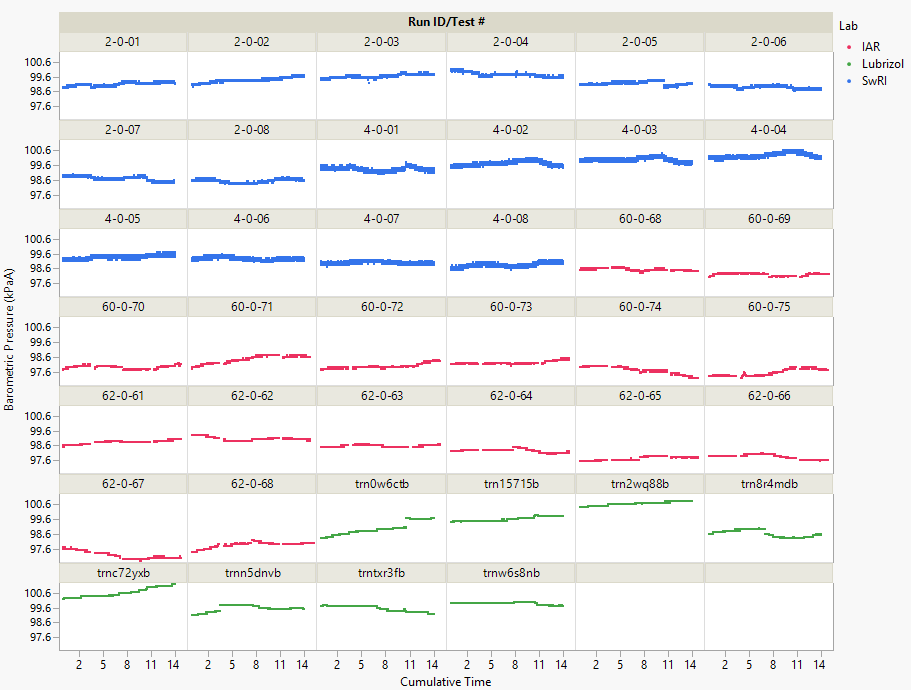 Run ID/Test #
Lab
2-0-01 2-0-02 2-0-03 2-0-04 2-0-05 2-0-06
IAR
Lubrizol
SwRI
100.6
99.6
98.6
97.6
2-0-07 2-0-08 4-0-01 4-0-02 4-0-03 4-0-04
100.6
99.6
98.6
97.6
4-0-05 4-0-06 4-0-07 4-0-08 60-0-68 60-0-69
100.6
99.6
98.6
97.6
Barometric Pressure (kPaA)
60-0-70 60-0-71 60-0-72 60-0-73 60-0-74 60-0-75
100.6
99.6
98.6
97.6
62-0-61 62-0-62 62-0-63 62-0-64 62-0-65 62-0-66
100.6
99.6
98.6
97.6
62-0-67 62-0-68 trn0w6ctb trn15715b trn2wq88b trn8r4mdb
100.6
99.6
98.6
97.6
trnc72yxb trnn5dnvb trntxr3fb trnw6s8nb
100.6
99.6
98.6
97.6
2 5 8 11 14 2 5 8 11 14 2 5 8 11 14 2 5 8 11 14 2 5 8 11 14 2 5 8 11 14
Cumulative Time